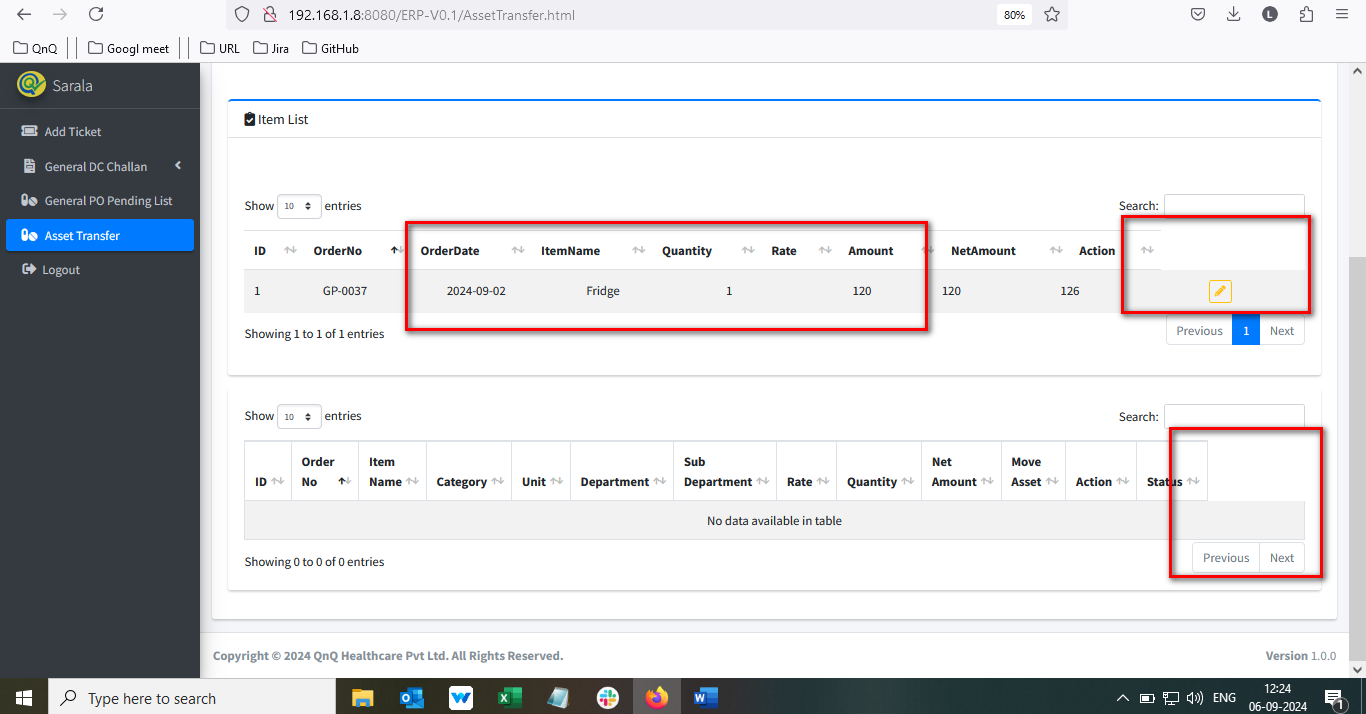 192.168.1.8:8080/ERP-V0.1/AssetTransfer.html
80%
L
QnQ
Googl meet
URL
Jira
GitHub
Sarala
Add Ticket
General DC Challan
General PO Pending List
Asset Transfer
Logout
Item List
Show 10 entries
Search:
ID OrderNo OrderDate ItemName Quantity Rate Amount NetAmount Action
1 GP-0037 2024-09-02 Fridge 1 120 120 126
Showing 1 to 1 of 1 entries
Previous 1 Next
Show 10 entries
Search:
ID Order No Item Name Category Unit Department Sub Department Rate Quantity Net Amount Move Asset Action Status
No data available in table
Showing 0 to 0 of 0 entries
Previous Next
Copyright © 2024 QnQ Healthcare Pvt Ltd. All Rights Reserved.
Version 1.0.0
Type here to search
ENG
12:24
06-09-2024
1